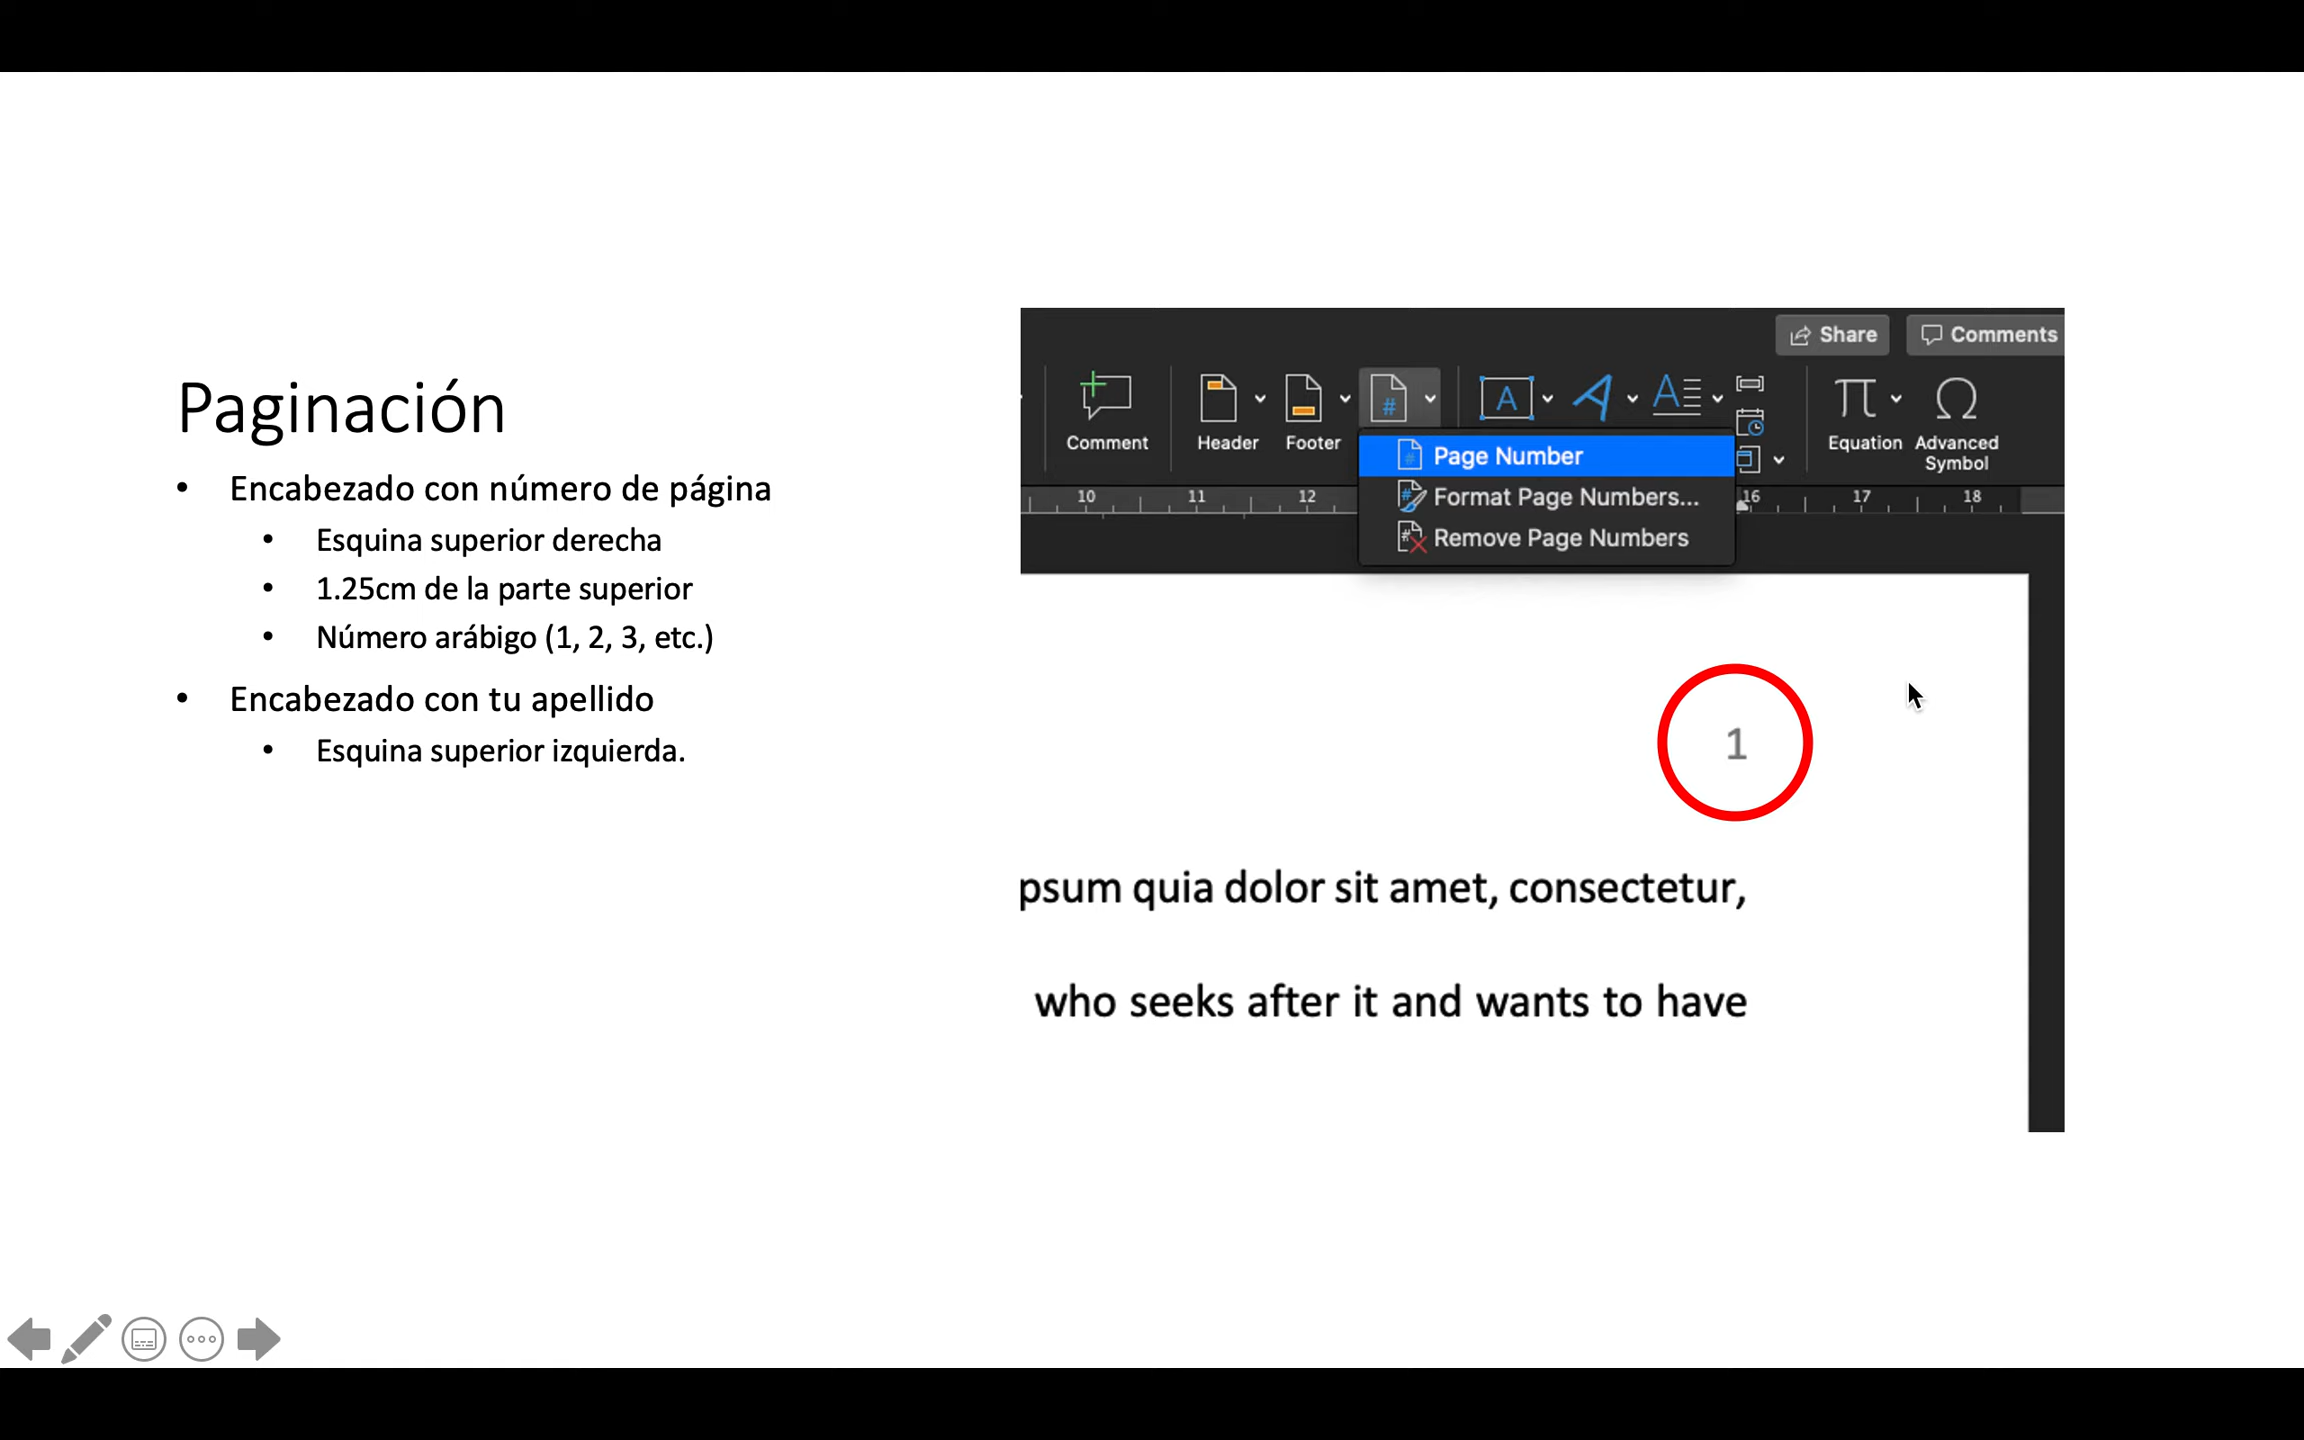 Paginación
• Encabezado con número de página
• Esquina superior derecha
• 1.25cm de la parte superior
• Número arábigo (1, 2, 3, etc.)
• Encabezado con tu apellido
• Esquina superior izquierda.
Share
Comments
Comment
Header
Footer
#
A
A
A
π
Equation
Ω
Advanced
Symbol
Page Number
Format Page Numbers...
Remove Page Numbers
10 11 12 16 17 18
1
psum quia dolor sit amet, consectetur,
who seeks after it and wants to have